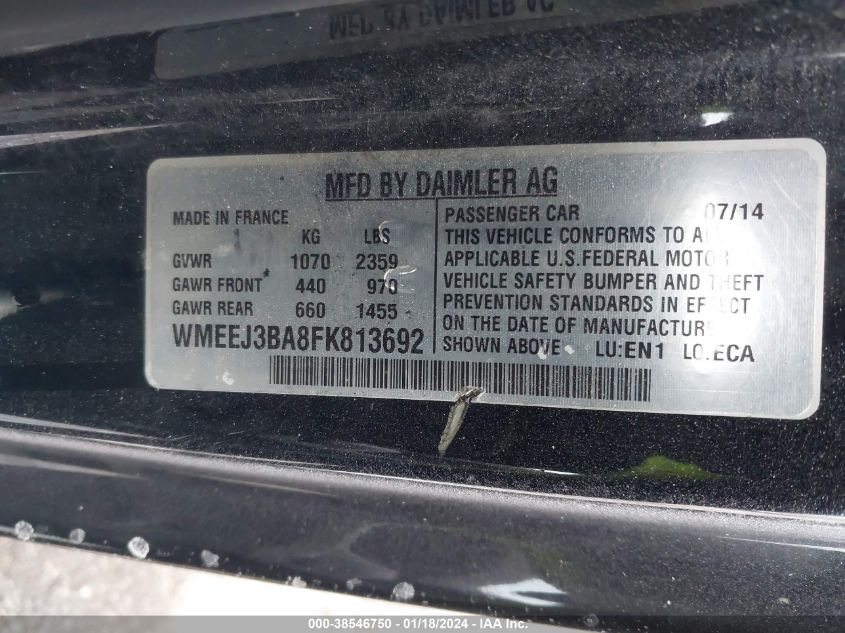 MFD BY DAIMLER AG
MADE IN FRANCE
KG LBS
GVWR 1070 2359
GAWR FRONT 440 970
GAWR REAR 660 1455
WMEEJ3BA8FK813692
PASSENGER CAR 07/14
THIS VEHICLE CONFORMS TO
APPLICABLE U.S.FEDERAL MOTOR
VEHICLE SAFETY BUMPER AND THEFT
PREVENTION STANDARDS IN EFFECT
ON THE DATE OF MANUFACTURE
SHOWN ABOVE LU:EN1 LO:ECA
000-38546750 - 01/18/2024 - IAAI Inc.